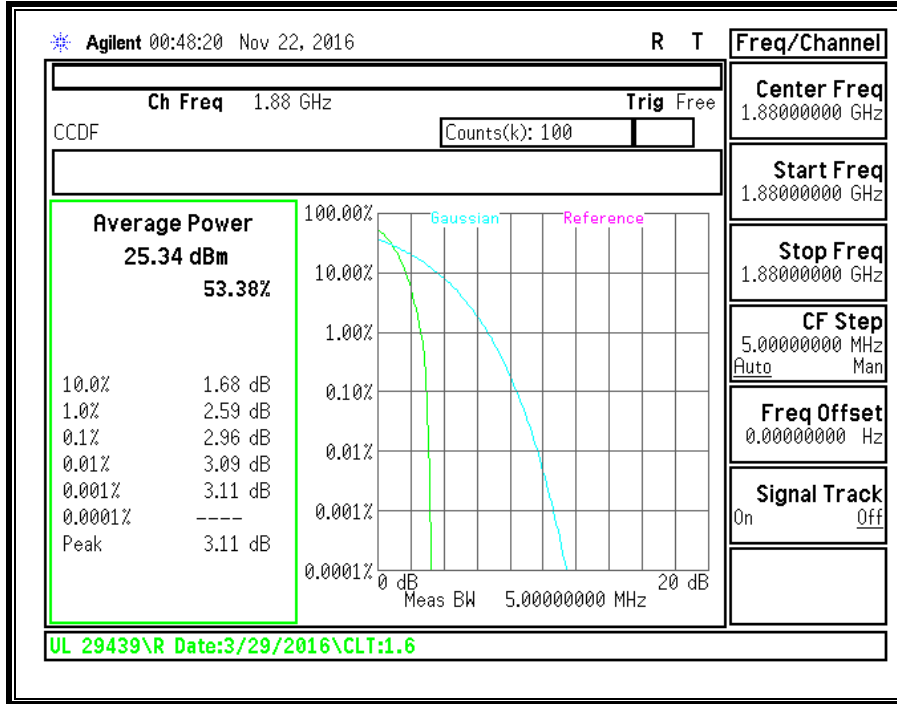 Agilent 00:48:20 Nov 22, 2016 R T
Freq/Channel
Ch Freq 1.88 GHz Trig Free
CCDF Counts(k): 100
Average Power
25.34 dBm
53.38%
10.0% 1.68 dB
1.0% 2.59 dB
0.1% 2.96 dB
0.01% 3.09 dB
0.001% 3.11 dB
0.0001% ----
Peak 3.11 dB
Gaussian Reference
100.00%
10.00%
1.00%
0.10%
0.01%
0.001%
0.0001%
0 dB 20 dB
Meas BW 5.00000000 MHz
Center Freq
1.88000000 GHz
Start Freq
1.88000000 GHz
Stop Freq
1.88000000 GHz
CF Step
5.00000000 MHz
Auto Man
Freq Offset
0.00000000 Hz
Signal Track
On Off
UL 29439\R Date:3/29/2016\CLT:1.6